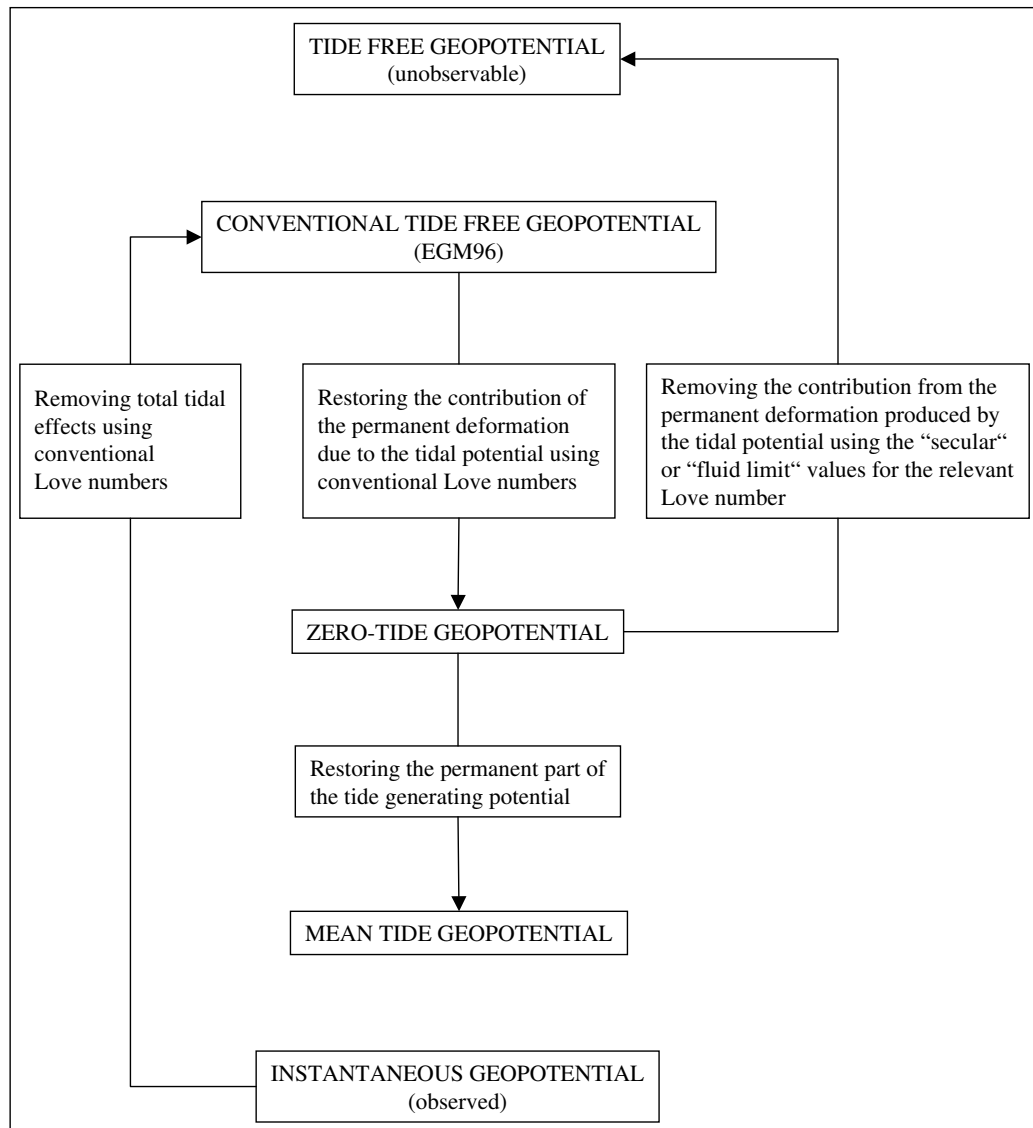 TIDE FREE GEOPOTENTIAL
(unobservable)
CONVENTIONAL TIDE FREE GEOPOTENTIAL
(EGM96)
Removing total tidal
effects using
conventional
Love numbers
Restoring the contribution of
the permanent deformation
due to the tidal potential using
conventional Love numbers
Removing the contribution from the
permanent deformation produced by
the tidal potential using the “secular“
or “fluid limit“ values for the relevant
Love number
ZERO-TIDE GEOPOTENTIAL
Restoring the permanent part of
the tide generating potential
MEAN TIDE GEOPOTENTIAL
INSTANTANEOUS GEOPOTENTIAL
(observed)